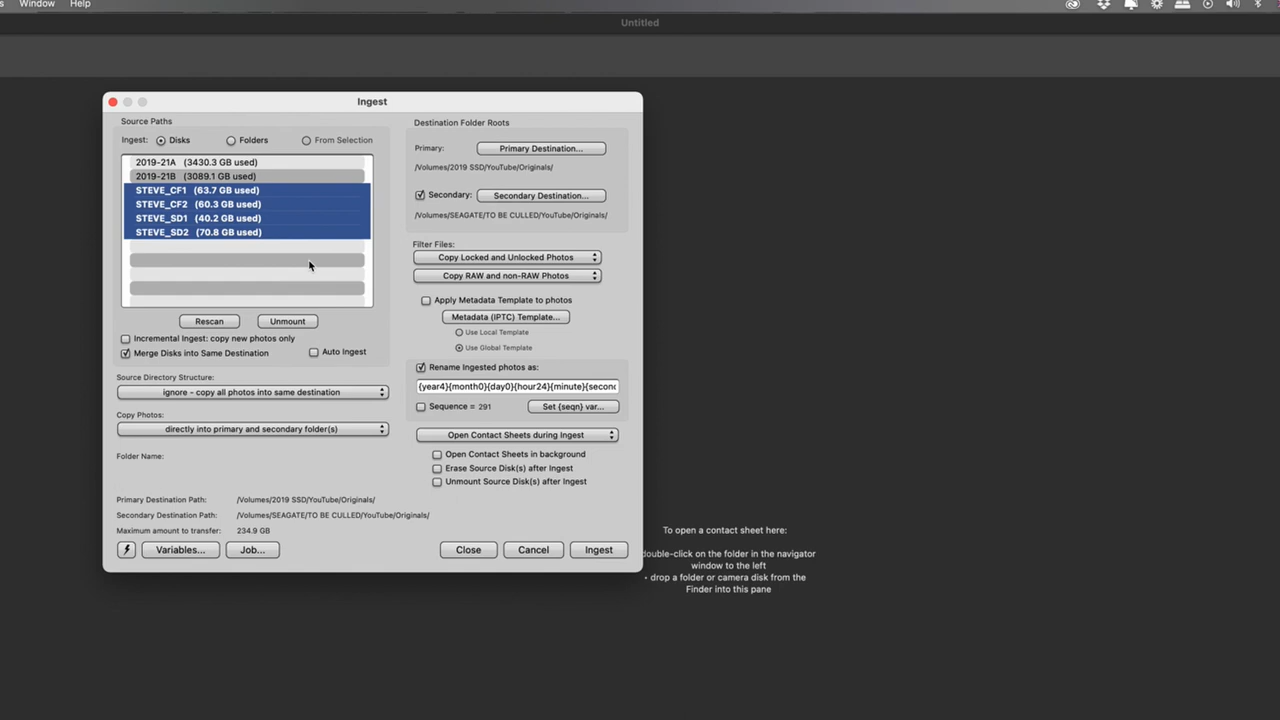 Window Help
Untitled
Ingest
Source Paths
Ingest: Disks Folders From Selection
2019-21A (3430.3 GB used)
2019-21B (3089.1 GB used)
STEVE_CF1 (63.7 GB used)
STEVE_CF2 (60.3 GB used)
STEVE_SD1 (40.2 GB used)
STEVE_SD2 (70.8 GB used)
Rescan Unmount
Incremental Ingest: copy new photos only
Merge Disks into Same Destination Auto Ingest
Source Directory Structure:
ignore - copy all photos into same destination
Copy Photos:
directly into primary and secondary folder(s)
Folder Name:
Destination Folder Roots
Primary: Primary Destination...
/Volumes/2019 SSD/YouTube/Originals/
Secondary: Secondary Destination...
/Volumes/SEAGATE/TO BE CULLED/YouTube/Originals/
Filter Files:
Copy Locked and Unlocked Photos
Copy RAW and non-RAW Photos
Apply Metadata Template to photos
Metadata (IPTC) Template...
Use Local Template
Use Global Template
Rename Ingested photos as:
{year4}{month0}{day0}{hour24}{minute}{second
Sequence = 291 Set {seqn} var...
Open Contact Sheets during Ingest
Open Contact Sheets in background
Erase Source Disk(s) after Ingest
Unmount Source Disk(s) after Ingest
Primary Destination Path: /Volumes/2019 SSD/YouTube/Originals/
Secondary Destination Path: /Volumes/SEAGATE/TO BE CULLED/YouTube/Originals/
Maximum amount to transfer: 234.9 GB
Variables... Job... Close Cancel Ingest
To open a contact sheet here:
double-click on the folder in the navigator
window to the left
• drop a folder or camera disk from the
Finder into this pane